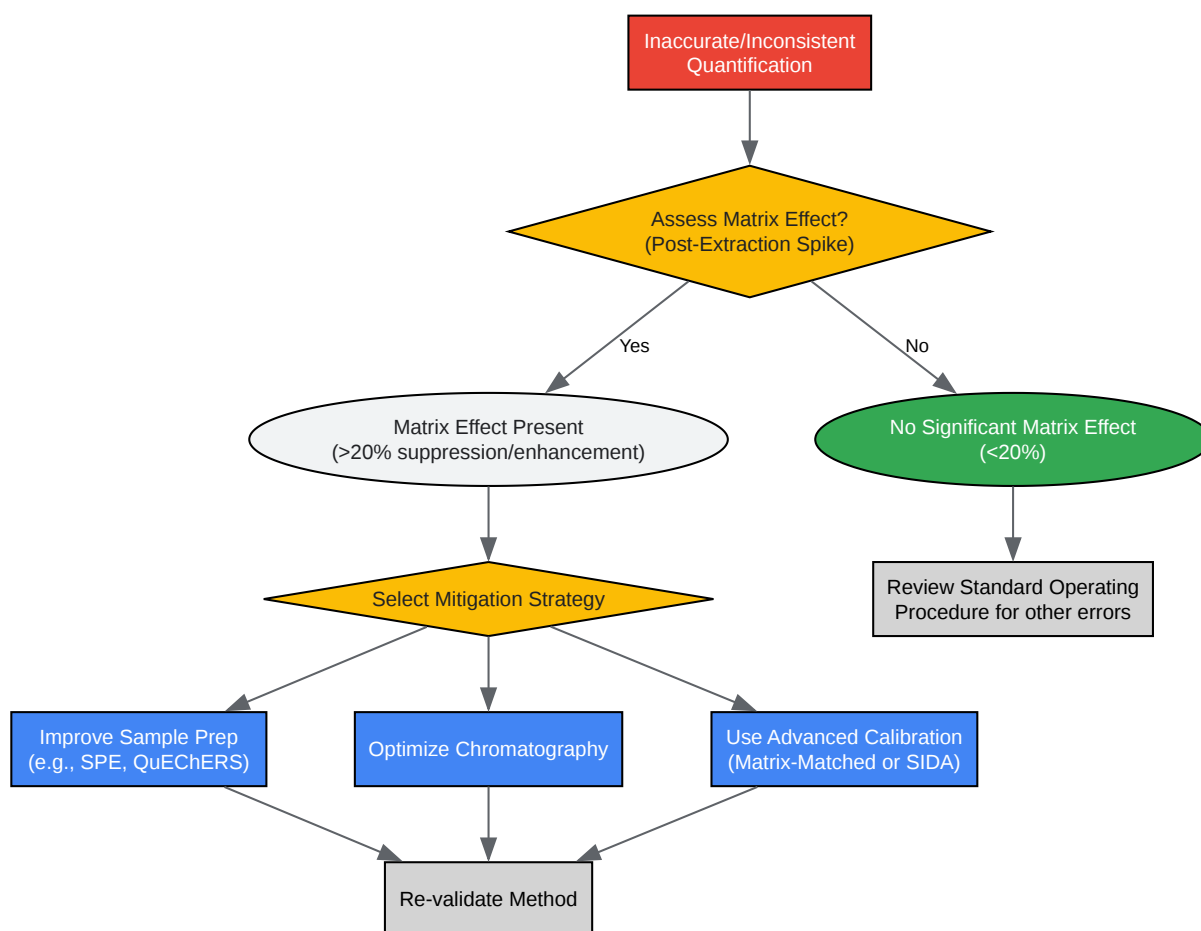 Inaccurate/Inconsistent
Quantification
Assess Matrix Effect?
(Post-Extraction Spike)
Yes
No
Matrix Effect Present
(>20% suppression/enhancement)
No Significant Matrix Effect
(<20%)
Select Mitigation Strategy
Review Standard Operating
Procedure for other errors
Improve Sample Prep
(e.g., SPE, QuEChERS)
Optimize Chromatography
Use Advanced Calibration
(Matrix-Matched or SIDA)
Re-validate Method